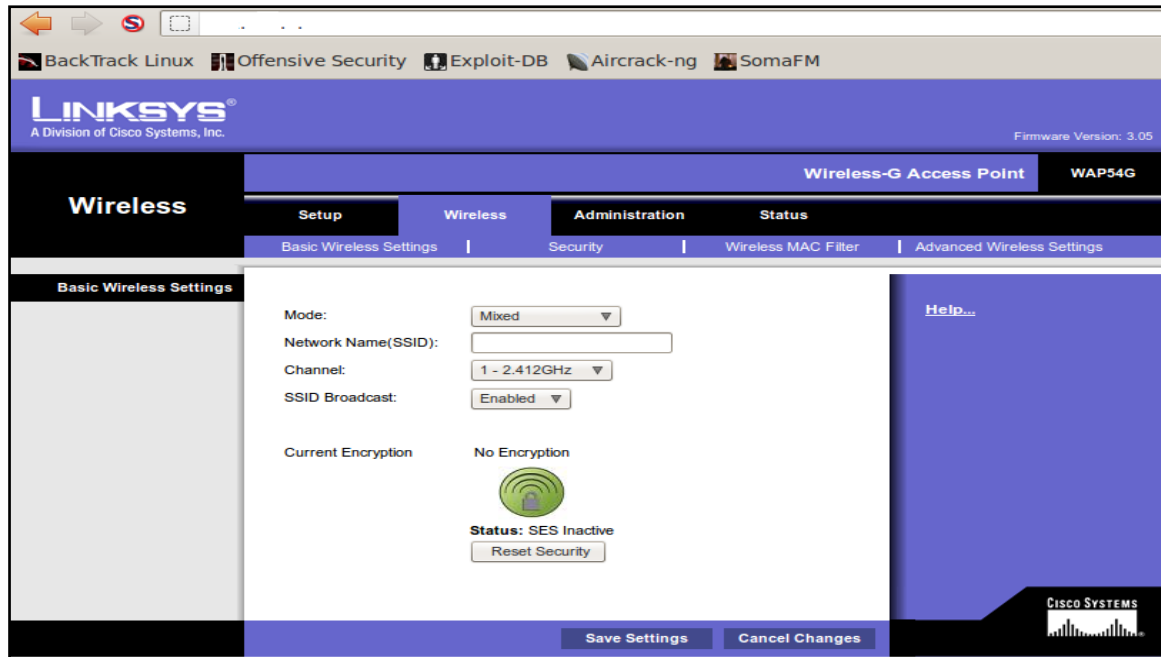 BackTrack Linux Offensive Security Exploit-DB Aircrack-ng SomaFM
LINKSYS®
A Division of Cisco Systems, Inc.
Firmware Version: 3.05
Wireless-G Access Point WAP54G
Wireless
Setup Wireless Administration Status
Basic Wireless Settings | Security | Wireless MAC Filter | Advanced Wireless Settings
Basic Wireless Settings
Help...
Mode: Mixed
Network Name(SSID):
Channel: 1 - 2.412GHz
SSID Broadcast: Enabled
Current Encryption No Encryption
Status: SES Inactive
Reset Security
CISCO SYSTEMS
Save Settings Cancel Changes